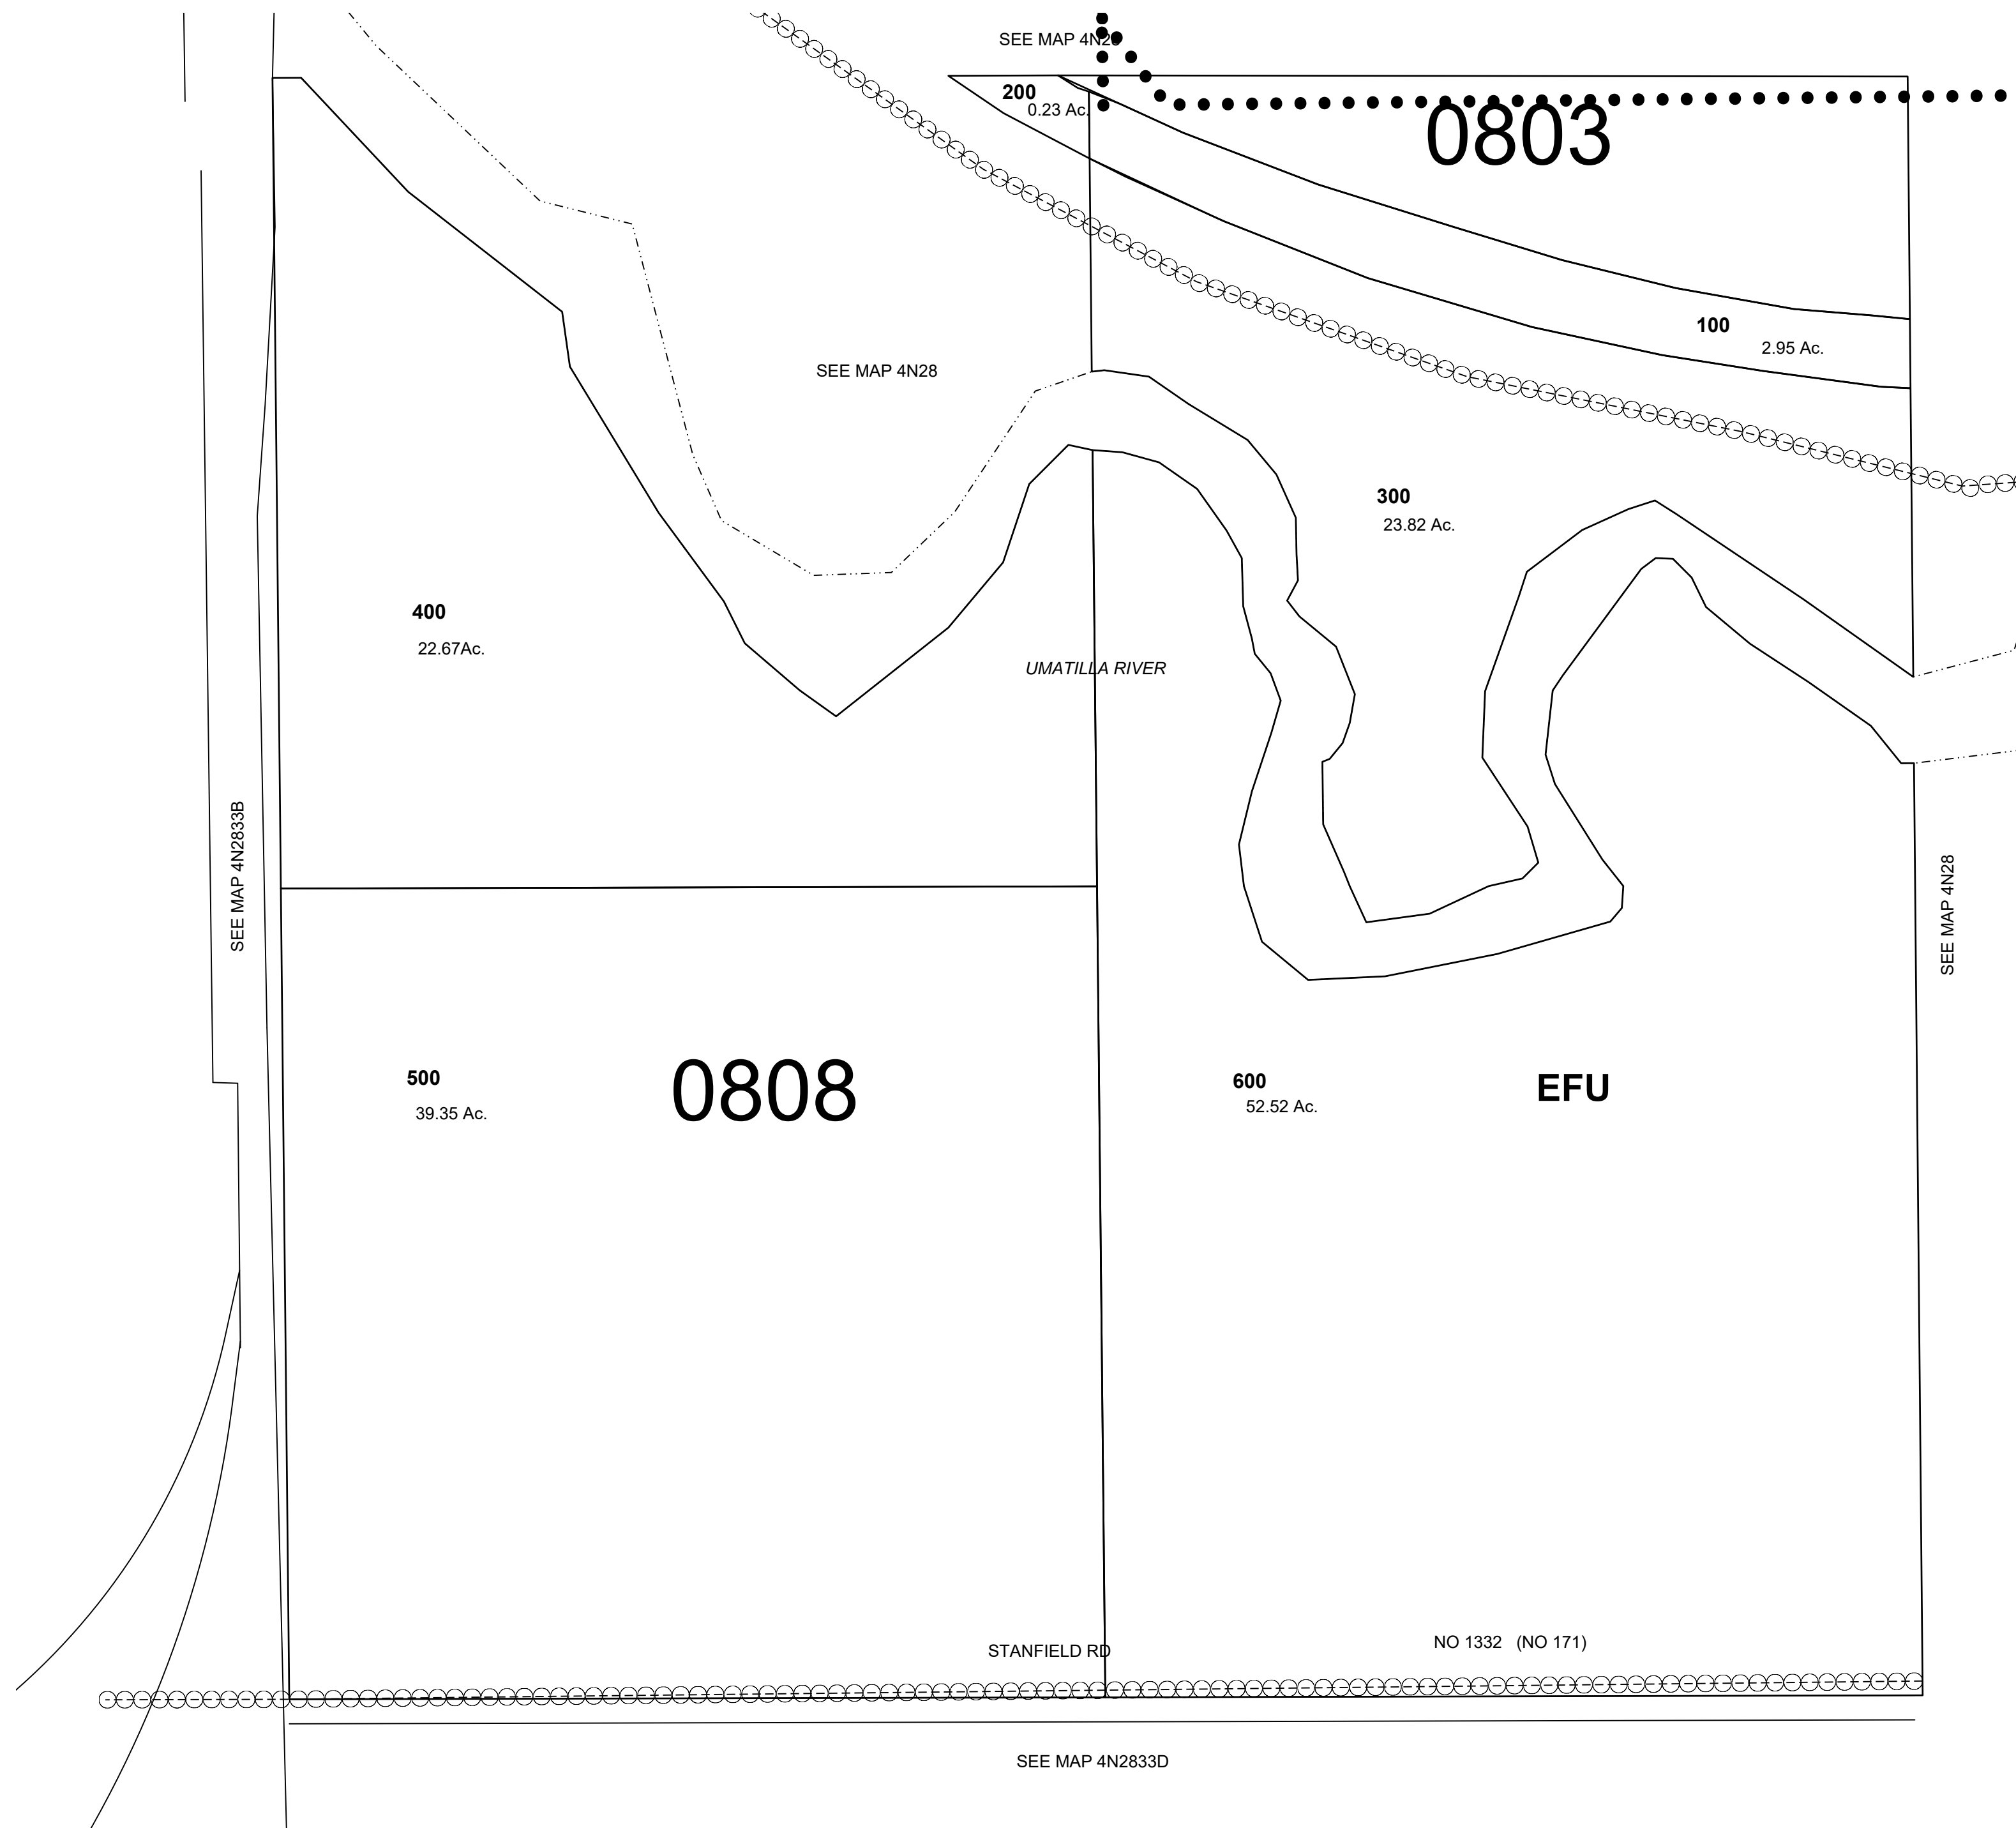 SEE MAP 4N28
200
0.23 Ac.
0803
100
2.95 Ac.
SEE MAP 4N28
300
23.82 Ac.
400
22.67Ac.
UMATILLA RIVER
SEE MAP 4N2833B
SEE MAP 4N28
500
39.35 Ac.
0808
600
52.52 Ac.
EFU
STANFIELD RD
NO 1332 (NO 171)
SEE MAP 4N2833D